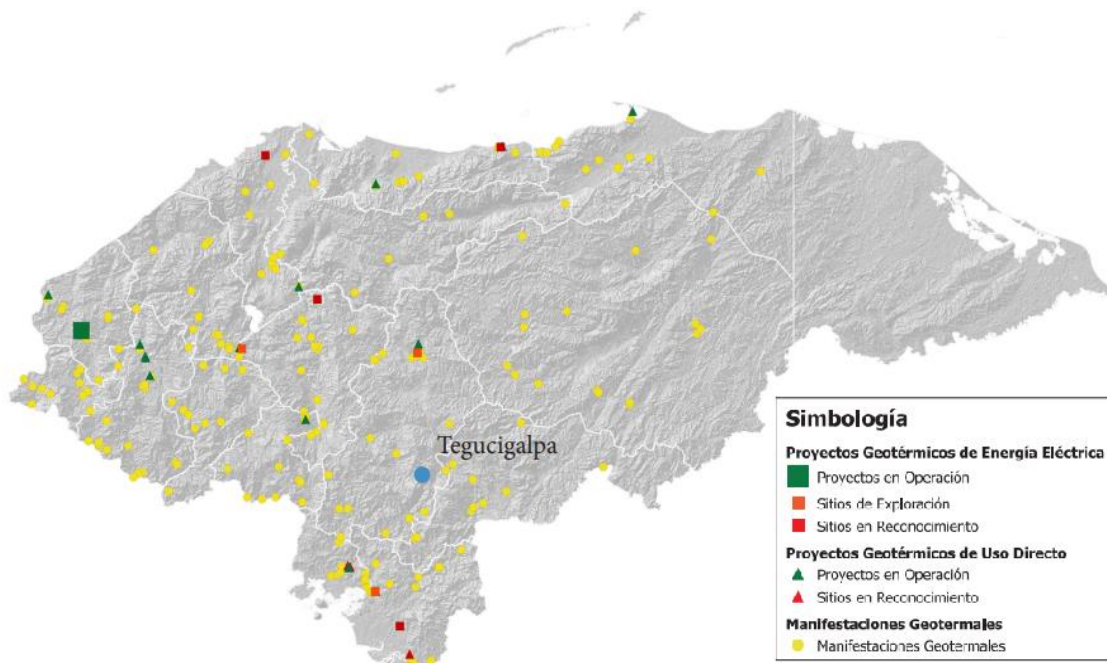 Tegucigalpa
Simbología
Proyectos Geotérmicos de Energía Eléctrica
Proyectos en Operación
Sitios de Exploración
Sitios en Reconocimiento
Proyectos Geotérmicos de Uso Directo
Proyectos en Operación
Sitios en Reconocimiento
Manifestaciones Geotermales
Manifestaciones Geotermales